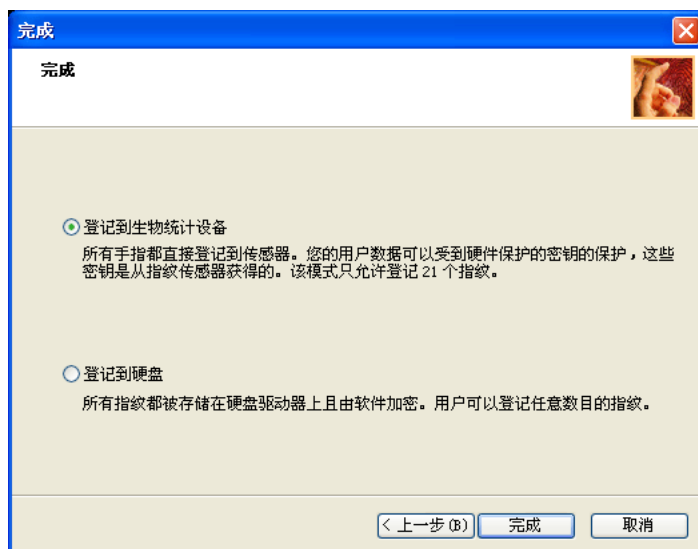 完成
完成
登记到生物统计设备
所有手指都直接登记到传感器。您的用户数据可以受到硬件保护的密钥的保护，这些
密钥是从指纹传感器获得的。该模式只允许登记 21 个指纹。
登记到硬盘
所有指纹都被存储在硬盘驱动器上且由软件加密。用户可以登记任意数目的指纹。
< 上一步(B) 完成 取消